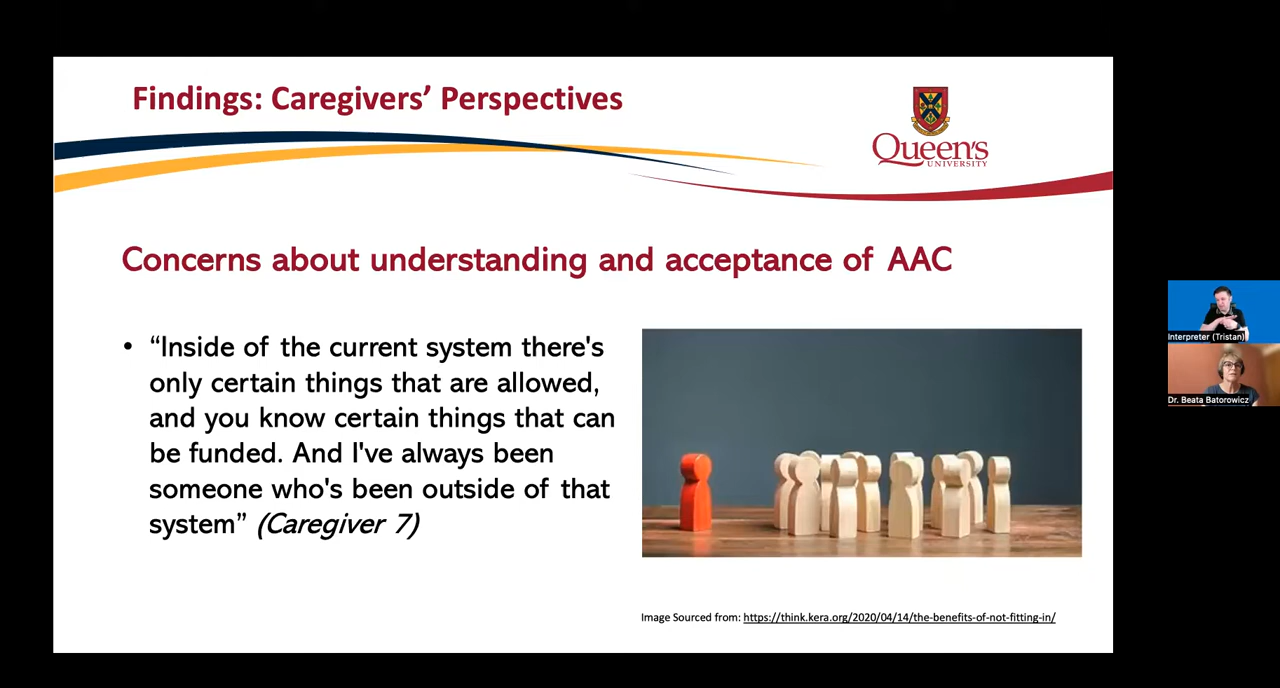 Findings: Caregivers’ Perspectives
Queen's
UNIVERSITY
Concerns about understanding and acceptance of AAC
• “Inside of the current system there's
only certain things that are allowed,
and you know certain things that can
be funded. And I've always been
someone who's been outside of that
system” (Caregiver 7)
Image Sourced from: https://think.kera.org/2020/04/14/the-benefits-of-not-fitting-in/
Interpreter (Tristan)
Dr. Beata Batorowicz